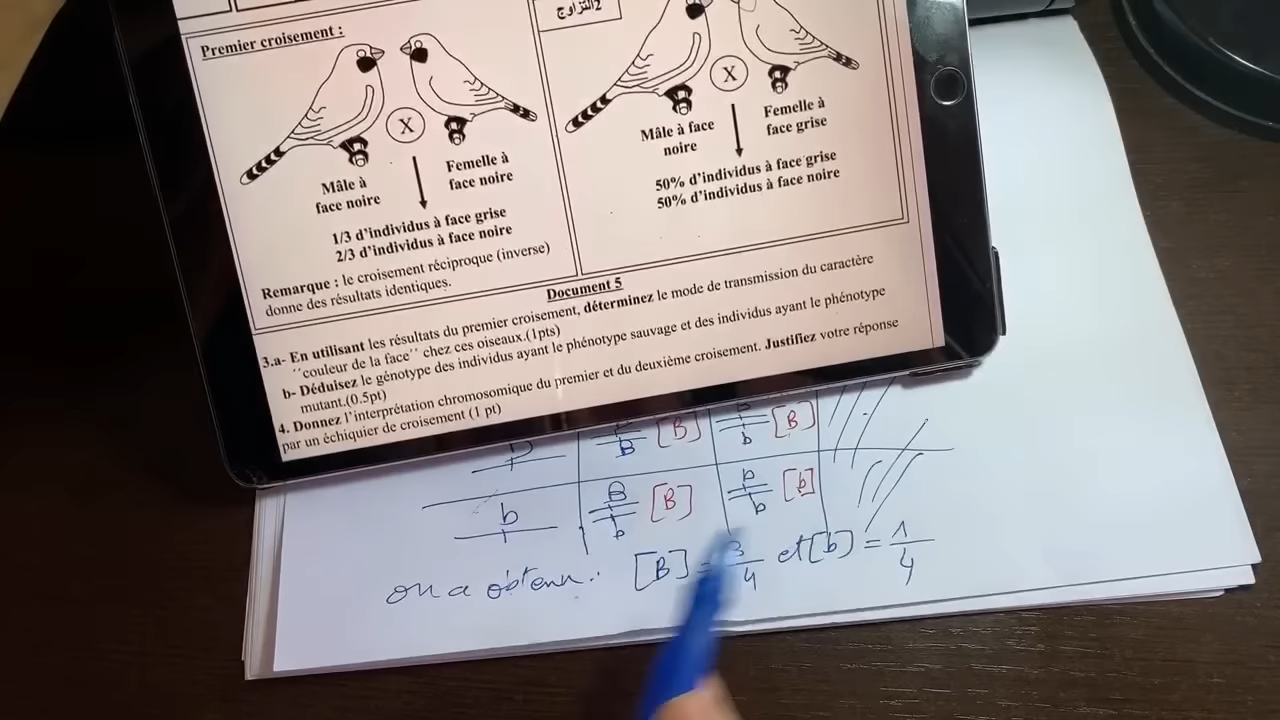 Premier croisement :
2التزاوج
X
X
Mâle à
face noire
Femelle à
face noire
Mâle à face
noire
Femelle à
face grise
1/3 d'individus à face grise
2/3 d'individus à face noire
50% d'individus à face grise
50% d'individus à face noire
Remarque : le croisement réciproque (inverse)
donne des résultats identiques.
Document 5
3.a- En utilisant les résultats du premier croisement, déterminez le mode de transmission du caractère
''couleur de la face'' chez ces oiseaux.(1pts)
b- Déduisez le génotype des individus ayant le phénotype sauvage et des individus ayant le phénotype
mutant.(0.5pt)
4. Donnez l'interprétation chromosomique du premier et du deuxième croisement. Justifiez votre réponse
par un échiquier de croisement (1 pt)
B [B] b [B]
b B b [B] b b [b]
on a obtenu : [B] = 3/4 et [b] = 1/4